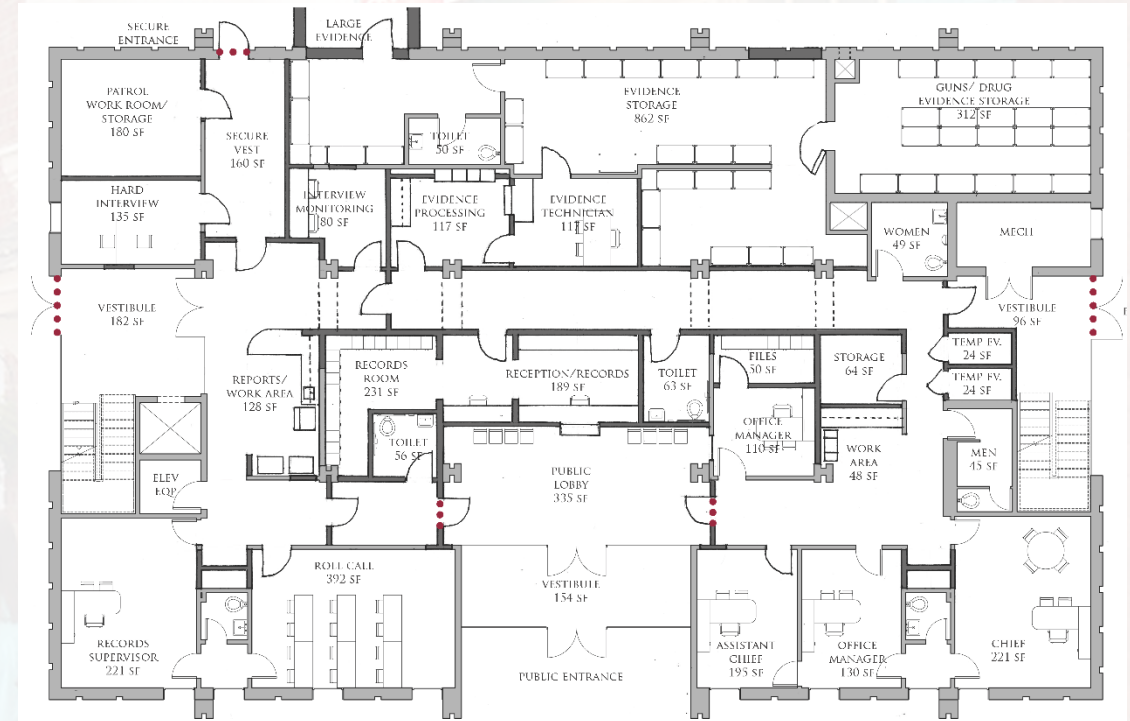 SECURE
ENTRANCE
LARGE
EVIDENCE
PATROL
WORK ROOM/
STORAGE
180 SF
SECURE
VEST
160 SF
TOILET
50 SF
EVIDENCE
STORAGE
862 SF
GUNS/ DRUG
EVIDENCE STORAGE
312 SF
HARD
INTERVIEW
135 SF
INTERVIEW
MONITORING
80 SF
EVIDENCE
PROCESSING
117 SF
EVIDENCE
TECHNICIAN
117 SF
WOMEN
49 SF
MECH
VESTIBULE
182 SF
VESTIBULE
96 SF
REPORTS/
WORK AREA
128 SF
RECORDS
ROOM
231 SF
RECEPTION/RECORDS
189 SF
TOILET
63 SF
FILES
50 SF
STORAGE
64 SF
TEMP EV.
24 SF
TEMP EV.
24 SF
TOILET
56 SF
OFFICE
MANAGER
110 SF
WORK
AREA
48 SF
MEN
45 SF
ELEV
EQP
PUBLIC
LOBBY
335 SF
ROLL CALL
392 SF
VESTIBULE
154 SF
RECORDS
SUPERVISOR
221 SF
PUBLIC ENTRANCE
ASSISTANT
CHIEF
195 SF
OFFICE
MANAGER
130 SF
CHIEF
221 SF